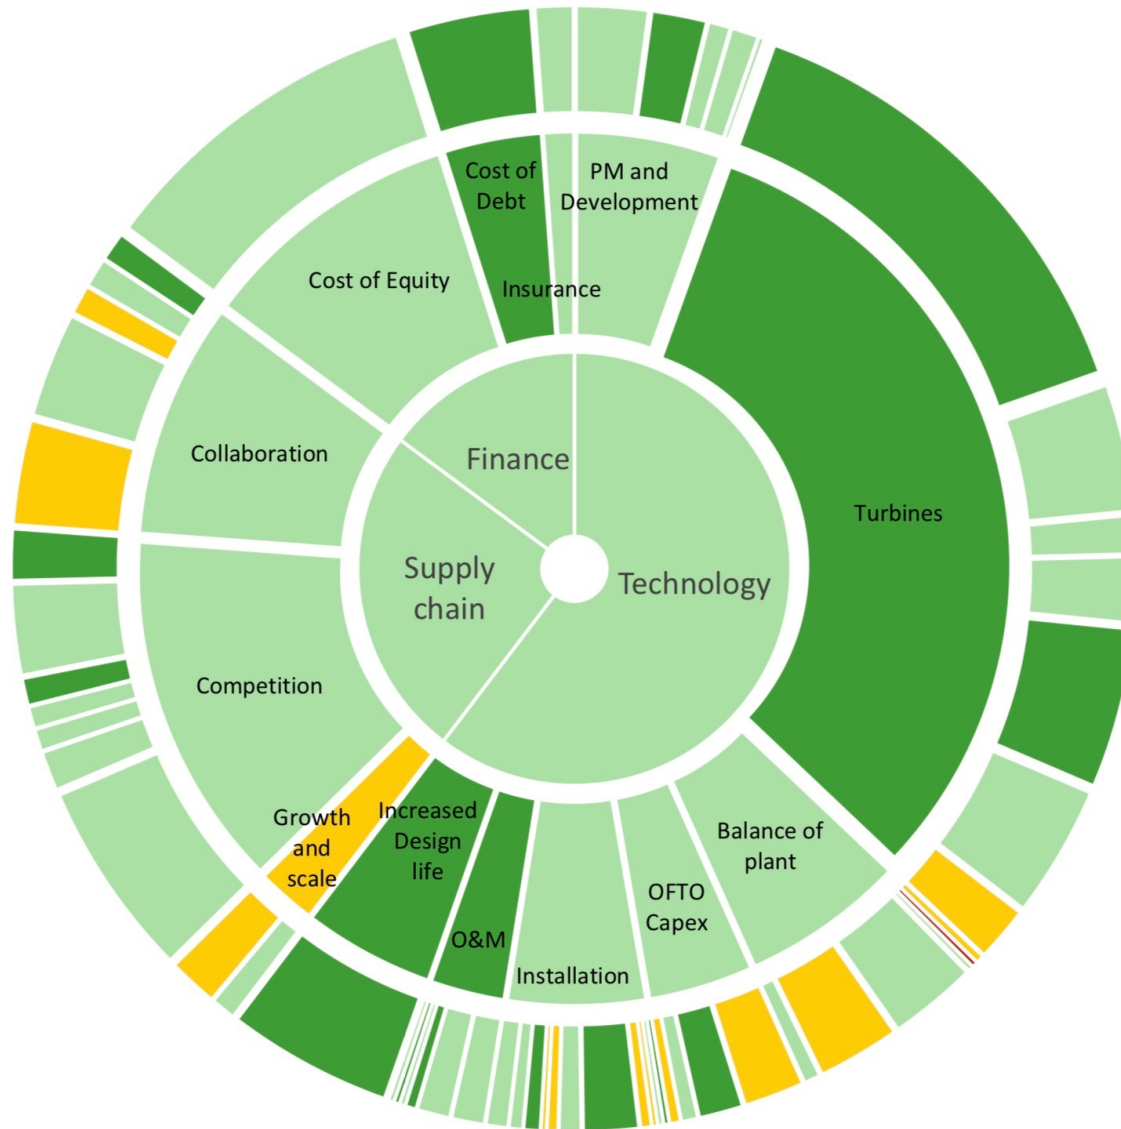 Cost of
Debt
PM and
Development
Cost of Equity
Insurance
Collaboration
Finance
Turbines
Supply
chain
Technology
Competition
Growth
and
scale
Increased
Design
life
Balance of
plant
OFTO
Capex
O&M
Installation